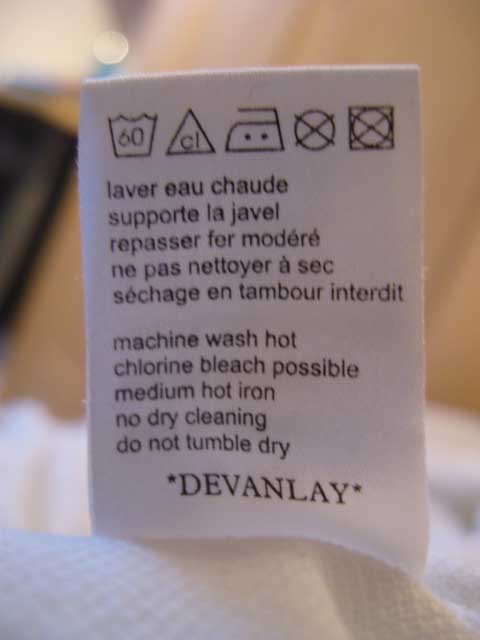 60 cl
laver eau chaude
supporte la javel
repasser fer modéré
ne pas nettoyer à sec
séchage en tambour interdit
machine wash hot
chlorine bleach possible
medium hot iron
no dry cleaning
do not tumble dry
*DEVANLAY*